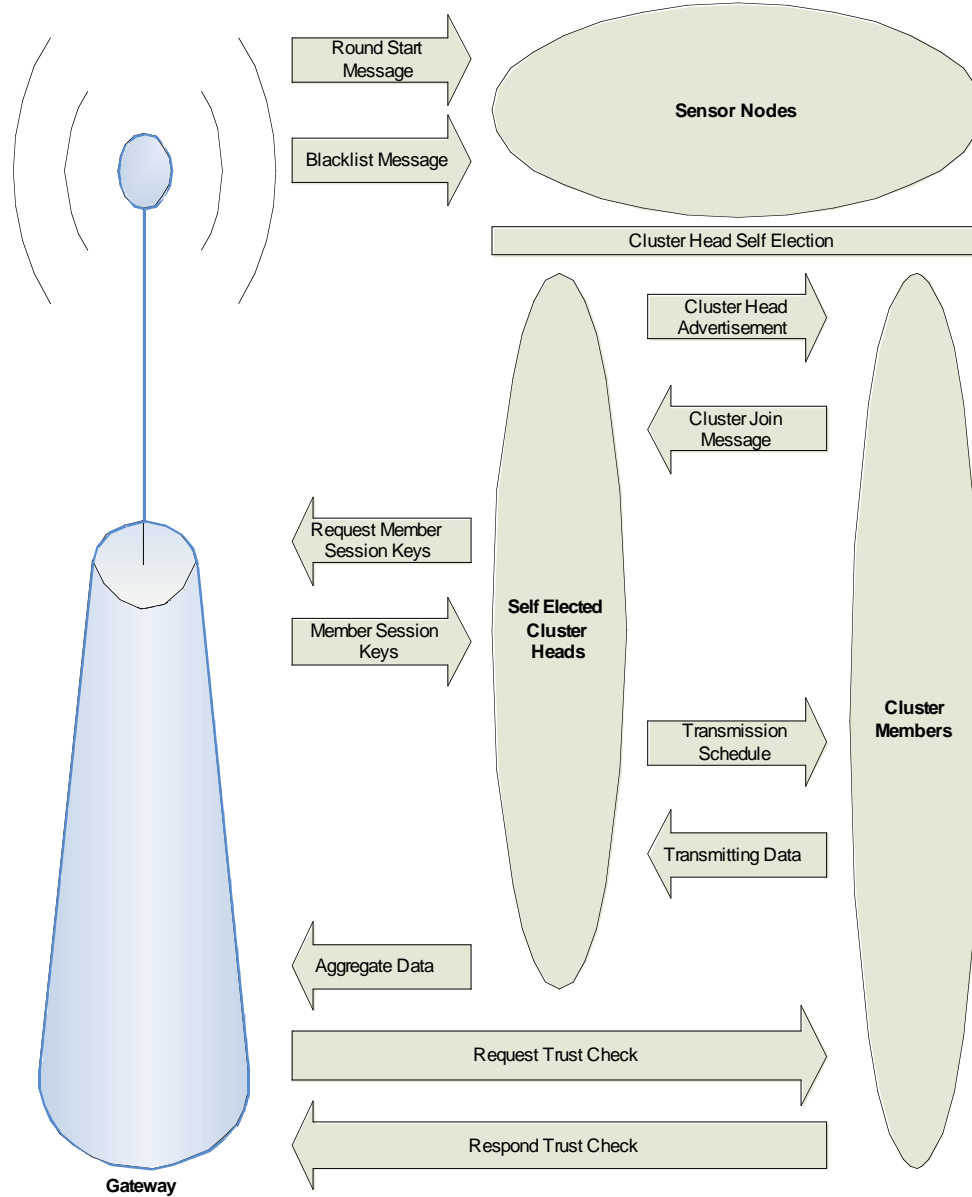 Round Start
Message
Sensor Nodes
Blacklist Message
Cluster Head Self Election
Cluster Head
Advertisement
Cluster Join
Message
Request Member
Session Keys
Self Elected
Cluster
Heads
Member Session
Keys
Cluster
Members
Transmission
Schedule
Transmitting Data
Aggregate Data
Request Trust Check
Respond Trust Check
Gateway